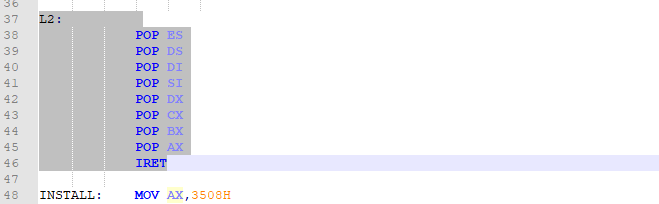 36
37 L2:
38 POP ES
39 POP DS
40 POP DI
41 POP SI
42 POP DX
43 POP CX
44 POP BX
45 POP AX
46 IRET
47
48 INSTALL: MOV AX,3508H